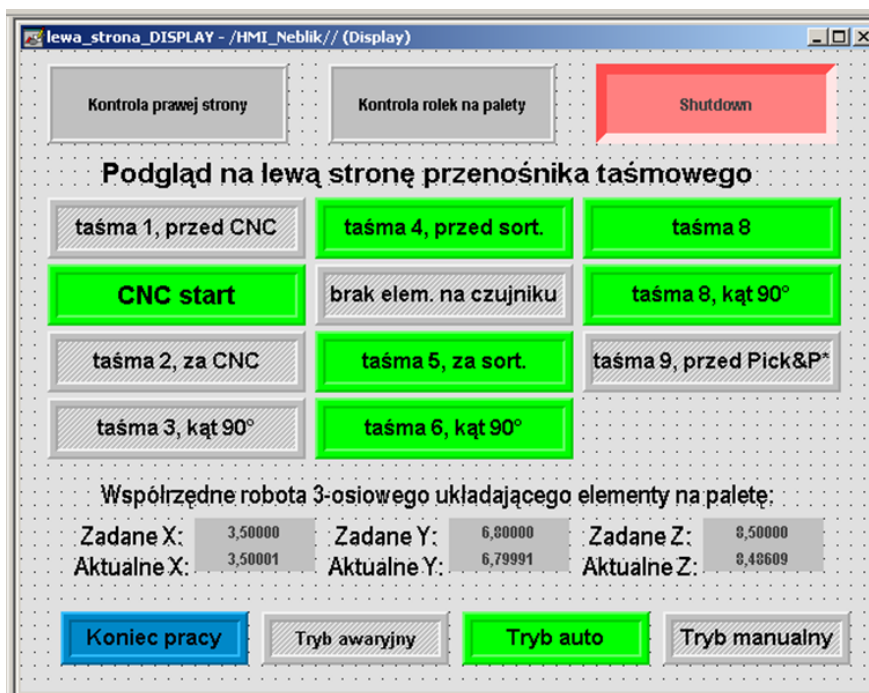 lewa_strona_DISPLAY - /HMI_Neblik// (Display)
Kontrola prawej strony
Kontrola rolek na palety
Shutdown
Podgląd na lewą stronę przenośnika taśmowego
taśma 1, przed CNC
taśma 4, przed sort.
taśma 8
CNC start
brak elem. na czujniku
taśma 8, kąt 90°
taśma 2, za CNC
taśma 5, za sort.
taśma 9, przed Pick&P*
taśma 3, kąt 90°
taśma 6, kąt 90°
Współrzędne robota 3-osiowego układającego elementy na paletę:
Zadane X: 3,50000
Zadane Y: 6,80000
Zadane Z: 8,50000
Aktualne X: 3,50001
Aktualne Y: 6,79991
Aktualne Z: 8,48609
Koniec pracy
Tryb awaryjny
Tryb auto
Tryb manualny